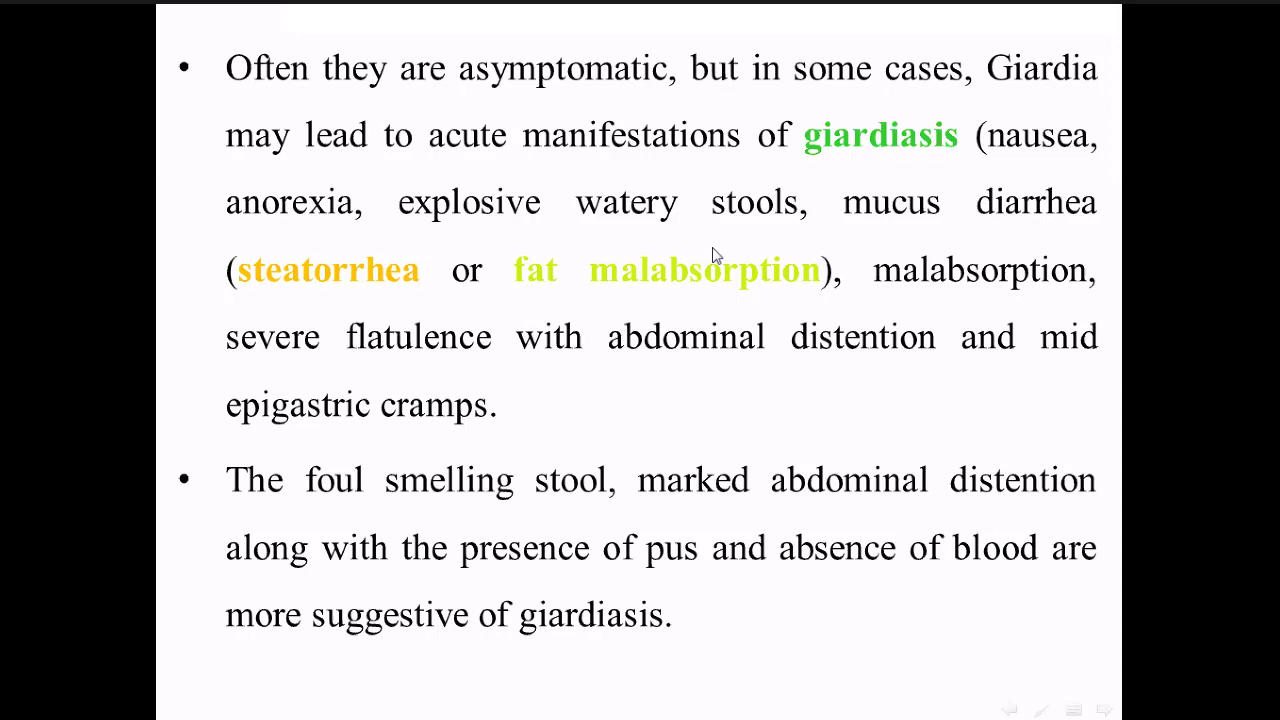 • Often they are asymptomatic, but in some cases, Giardia
may lead to acute manifestations of giardiasis (nausea,
anorexia, explosive watery stools, mucus diarrhea
(steatorrhea or fat malabsorption), malabsorption,
severe flatulence with abdominal distention and mid
epigastric cramps.
• The foul smelling stool, marked abdominal distention
along with the presence of pus and absence of blood are
more suggestive of giardiasis.